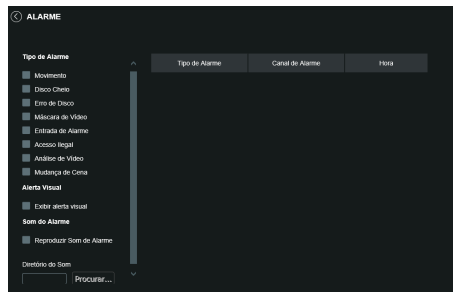 ALARME
Tipo de Alarme
Tipo de Alarme Canal de Alarme Hora
Movimento
Disco Cheio
Erro de Disco
Máscara de Vídeo
Entrada de Alarme
Acesso Ilegal
Análise de Vídeo
Mudança de Cena
Alerta Visual
Exibir alerta visual
Som do Alarme
Reproduzir Som de Alarme
Diretório do Som
Procurar...